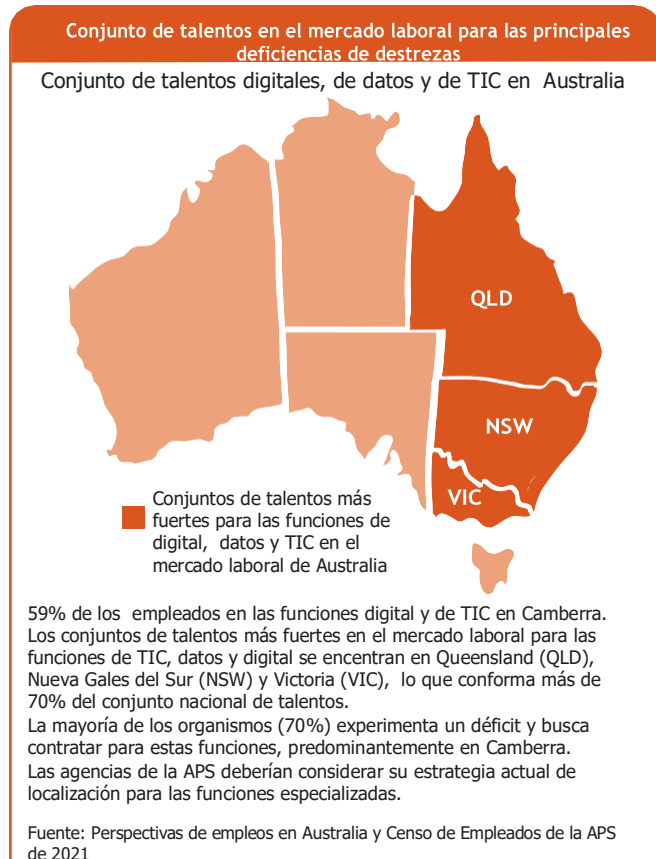 Conjunto de talentos en el mercado laboral para las principales
deficiencias de destrezas
Conjunto de talentos digitales, de datos y de TIC en Australia
QLD
NSW
VIC
Conjuntos de talentos más
fuertes para las funciones de
digital, datos y TIC en el
mercado laboral de Australia
59% de los empleados en las funciones digital y de TIC en Camberra.
Los conjuntos de talentos más fuertes en el mercado laboral para las
funciones de TIC, datos y digital se encentran en Queensland (QLD),
Nueva Gales del Sur (NSW) y Victoria (VIC), lo que conforma más de
70% del conjunto nacional de talentos.
La mayoría de los organismos (70%) experimenta un déficit y busca
contratar para estas funciones, predominantemente en Camberra.
Las agencias de la APS deberían considerar su estrategia actual de
localización para las funciones especializadas.
Fuente: Perspectivas de empleos en Australia y Censo de Empleados de la APS
de 2021